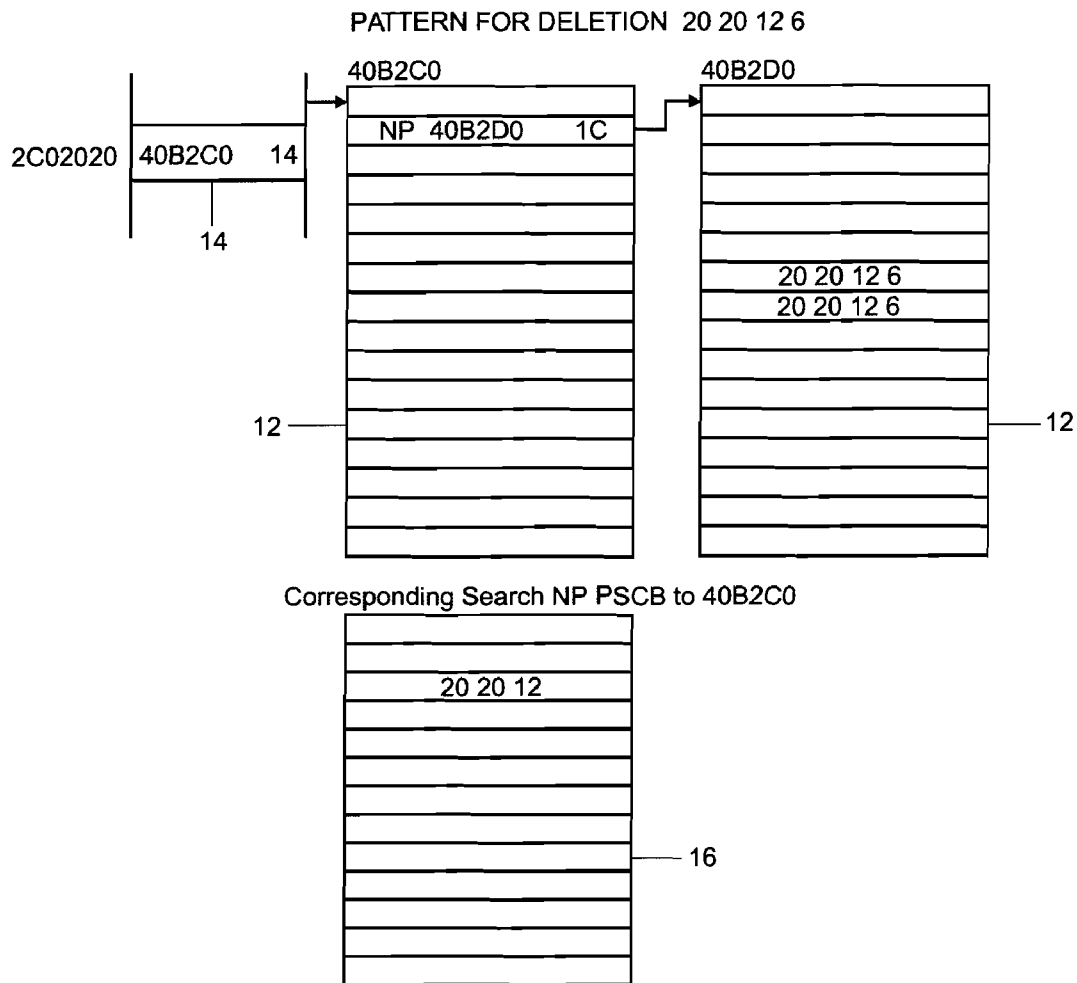 PATTERN FOR DELETION 20 20 12 6
40B2C0
40B2D0
NP 40B2D0 1C
2C02020
40B2C0 14
14
20 20 12 6
20 20 12 6
12
12
Corresponding Search NP PSCB to 40B2C0
20 20 12
16